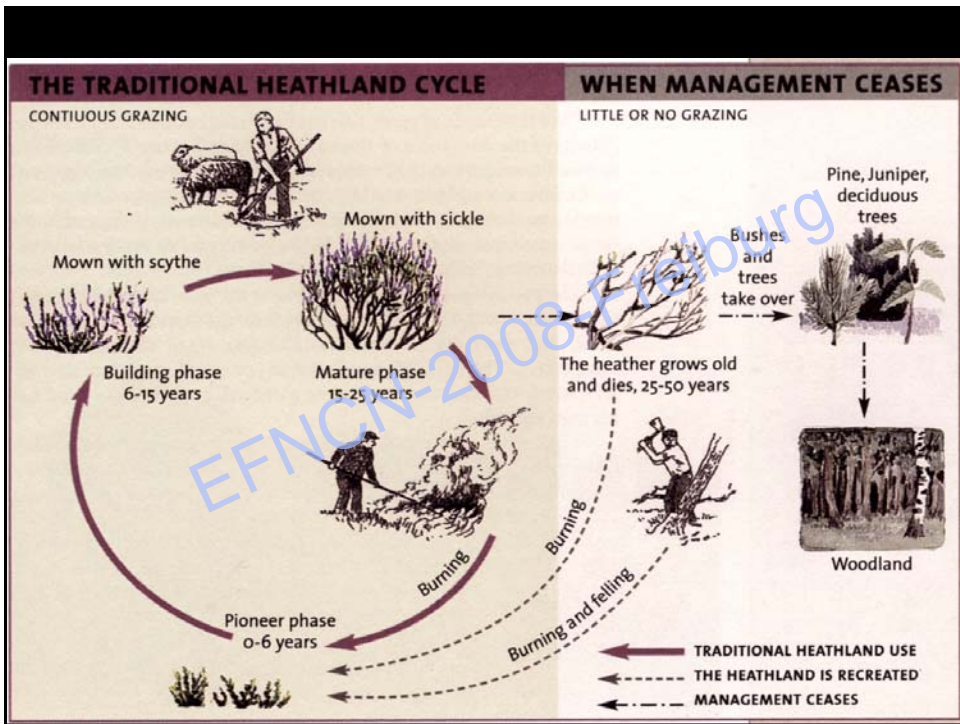 THE TRADITIONAL HEATHLAND CYCLE
CONTIUOUS GRAZING
Mown with sickle
Mown with scythe
Building phase
6-15 years
Mature phase
15-25 years
Burning
Pioneer phase
0-6 years
WHEN MANAGEMENT CEASES
LITTLE OR NO GRAZING
Pine, Juniper,
deciduous
trees
Bushes
and
trees
take over
The heather grows old
and dies, 25-50 years
Burning
Burning and felling
Woodland
TRADITIONAL HEATHLAND USE
THE HEATHLAND IS RECREATED
MANAGEMENT CEASES
EFNCN-2008-Freiburg